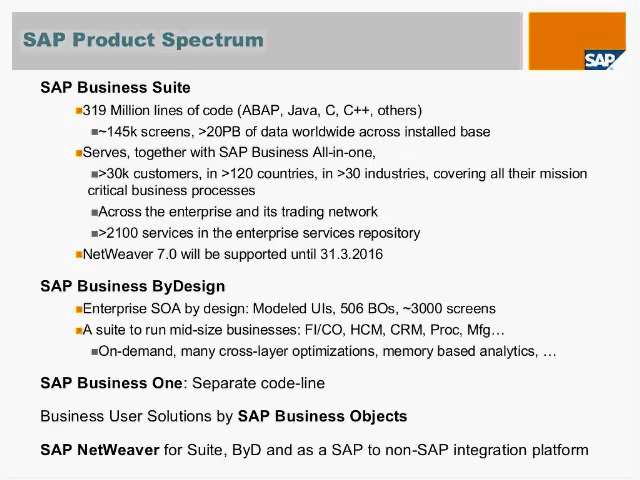 SAP Product Spectrum
SAP
SAP Business Suite
319 Million lines of code (ABAP, Java, C, C++, others)
~145k screens, >20PB of data worldwide across installed base
Serves, together with SAP Business All-in-one,
>30k customers, in >120 countries, in >30 industries, covering all their mission
critical business processes
Across the enterprise and its trading network
>2100 services in the enterprise services repository
NetWeaver 7.0 will be supported until 31.3.2016
SAP Business ByDesign
Enterprise SOA by design: Modeled UIs, 506 BOs, ~3000 screens
A suite to run mid-size businesses: FI/CO, HCM, CRM, Proc, Mfg…
On-demand, many cross-layer optimizations, memory based analytics, …
SAP Business One: Separate code-line
Business User Solutions by SAP Business Objects
SAP NetWeaver for Suite, ByD and as a SAP to non-SAP integration platform